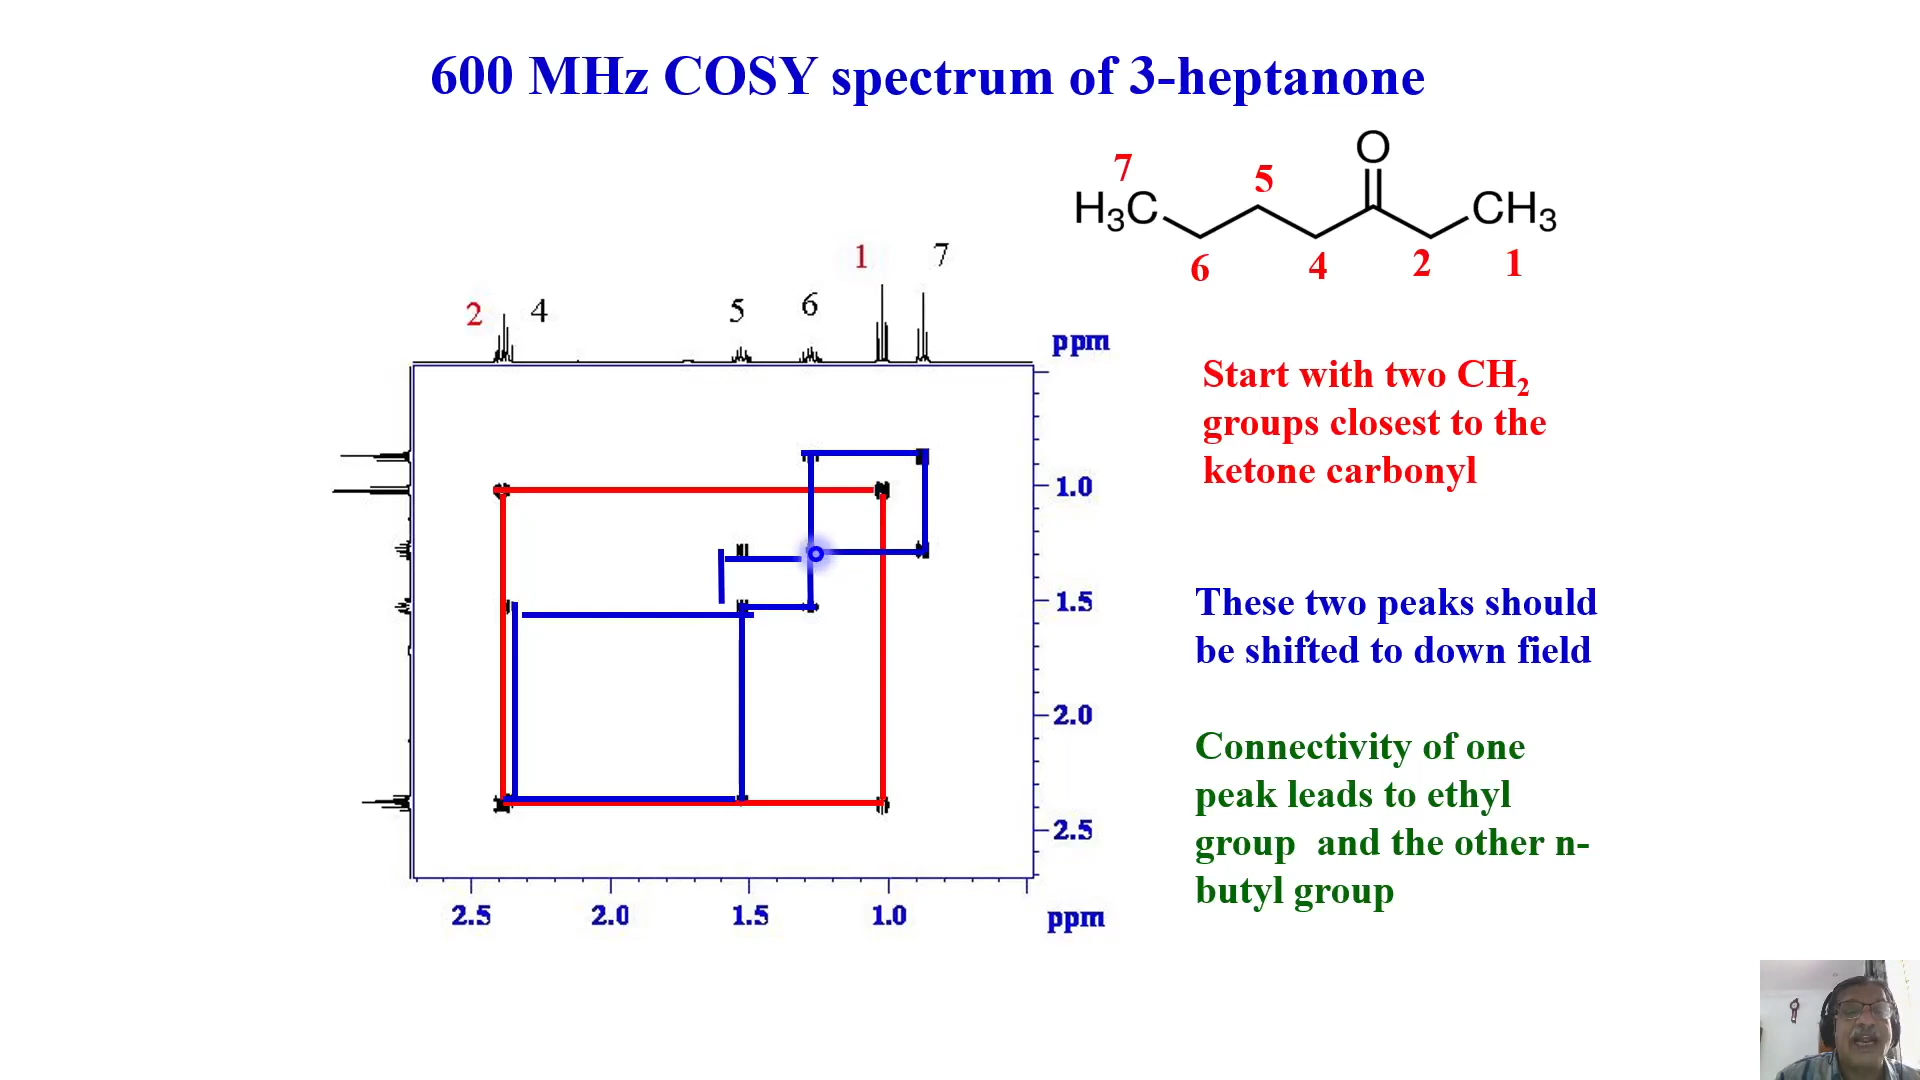 600 MHz COSY spectrum of 3-heptanone
O
7
5
H₃C
CH₃
6
4
2
1
1
7
2
4
5
6
ppm
Start with two CH₂
groups closest to the
ketone carbonyl
1.0
1.5
2.0
2.5
These two peaks should
be shifted to down field
Connectivity of one
peak leads to ethyl
group and the other n-
butyl group
2.5
2.0
1.5
1.0
ppm